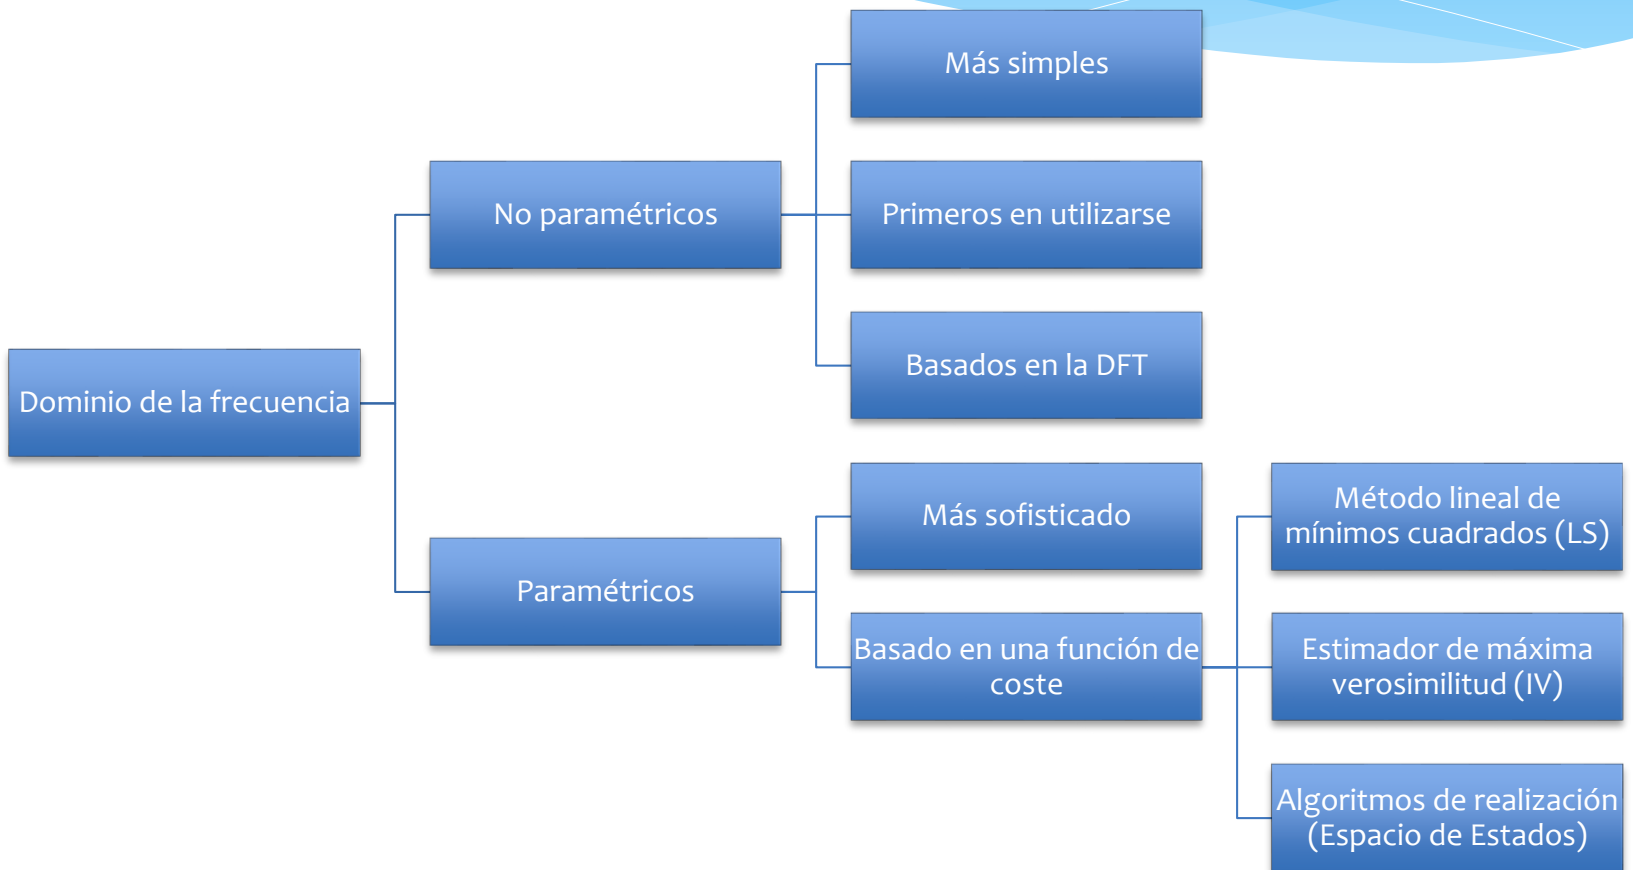 Dominio de la frecuencia
No paramétricos
Más simples
Primeros en utilizarse
Basados en la DFT
Paramétricos
Más sofisticado
Basado en una función de
coste
Método lineal de
mínimos cuadrados (LS)
Estimador de máxima
verosimilitud (IV)
Algoritmos de realización
(Espacio de Estados)